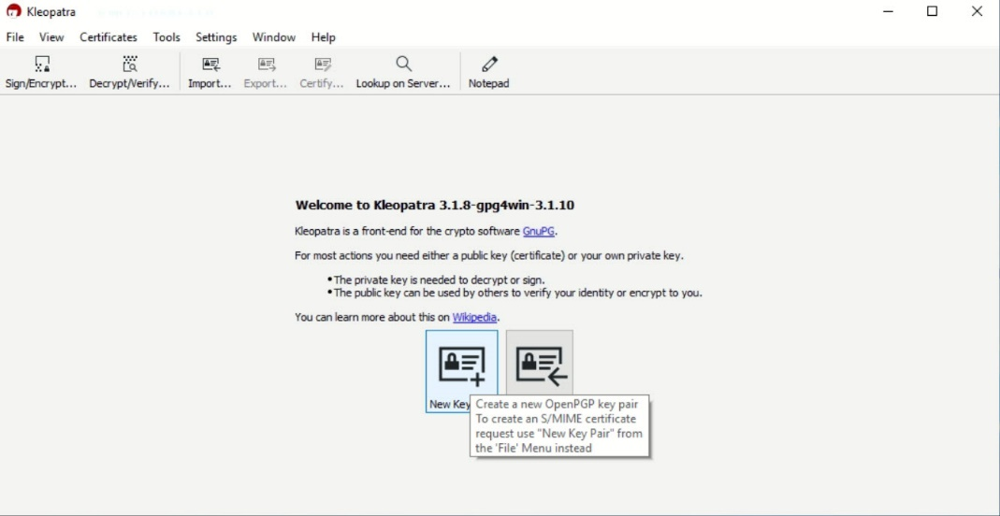 Kleopatra
File View Certificates Tools Settings Window Help
Sign/Encrypt... Decrypt/Verify... Import... Export... Certify... Lookup on Server... Notepad
Welcome to Kleopatra 3.1.8-gpg4win-3.1.10
Kleopatra is a front-end for the crypto software GnuPG.
For most actions you need either a public key (certificate) or your own private key.
•The private key is needed to decrypt or sign.
•The public key can be used by others to verify your identity or encrypt to you.
You can learn more about this on Wikipedia.
New Key
Create a new OpenPGP key pair
To create an S/MIME certificate
request use "New Key Pair" from
the 'File' Menu instead